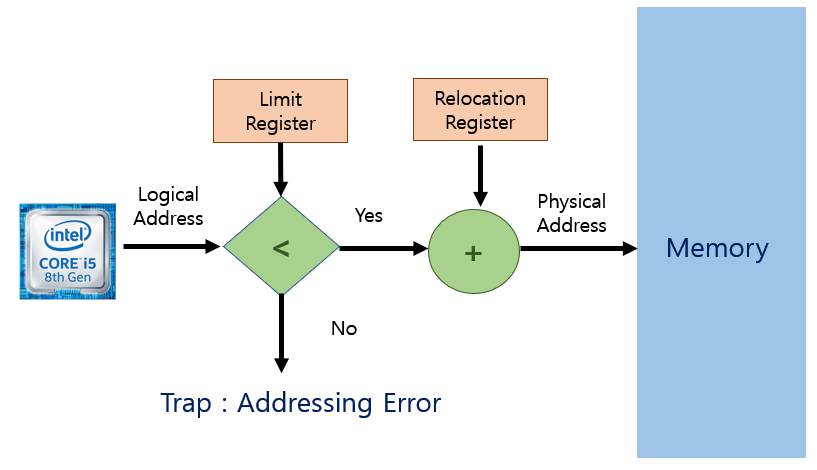 Limit
Register
Relocation
Register
Logical
Address
Yes
Physical
Address
intel
CORE i5
8th Gen
<
+
Memory
No
Trap : Addressing Error